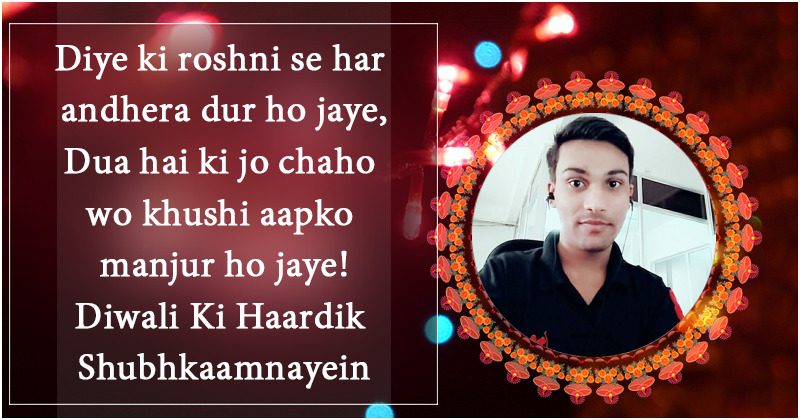 Diye ki roshni se har
andhera dur ho jaye,
Dua hai ki jo chaho
wo khushi aapko
manjur ho jaye!
Diwali Ki Haardik
Shubhkaamnayein